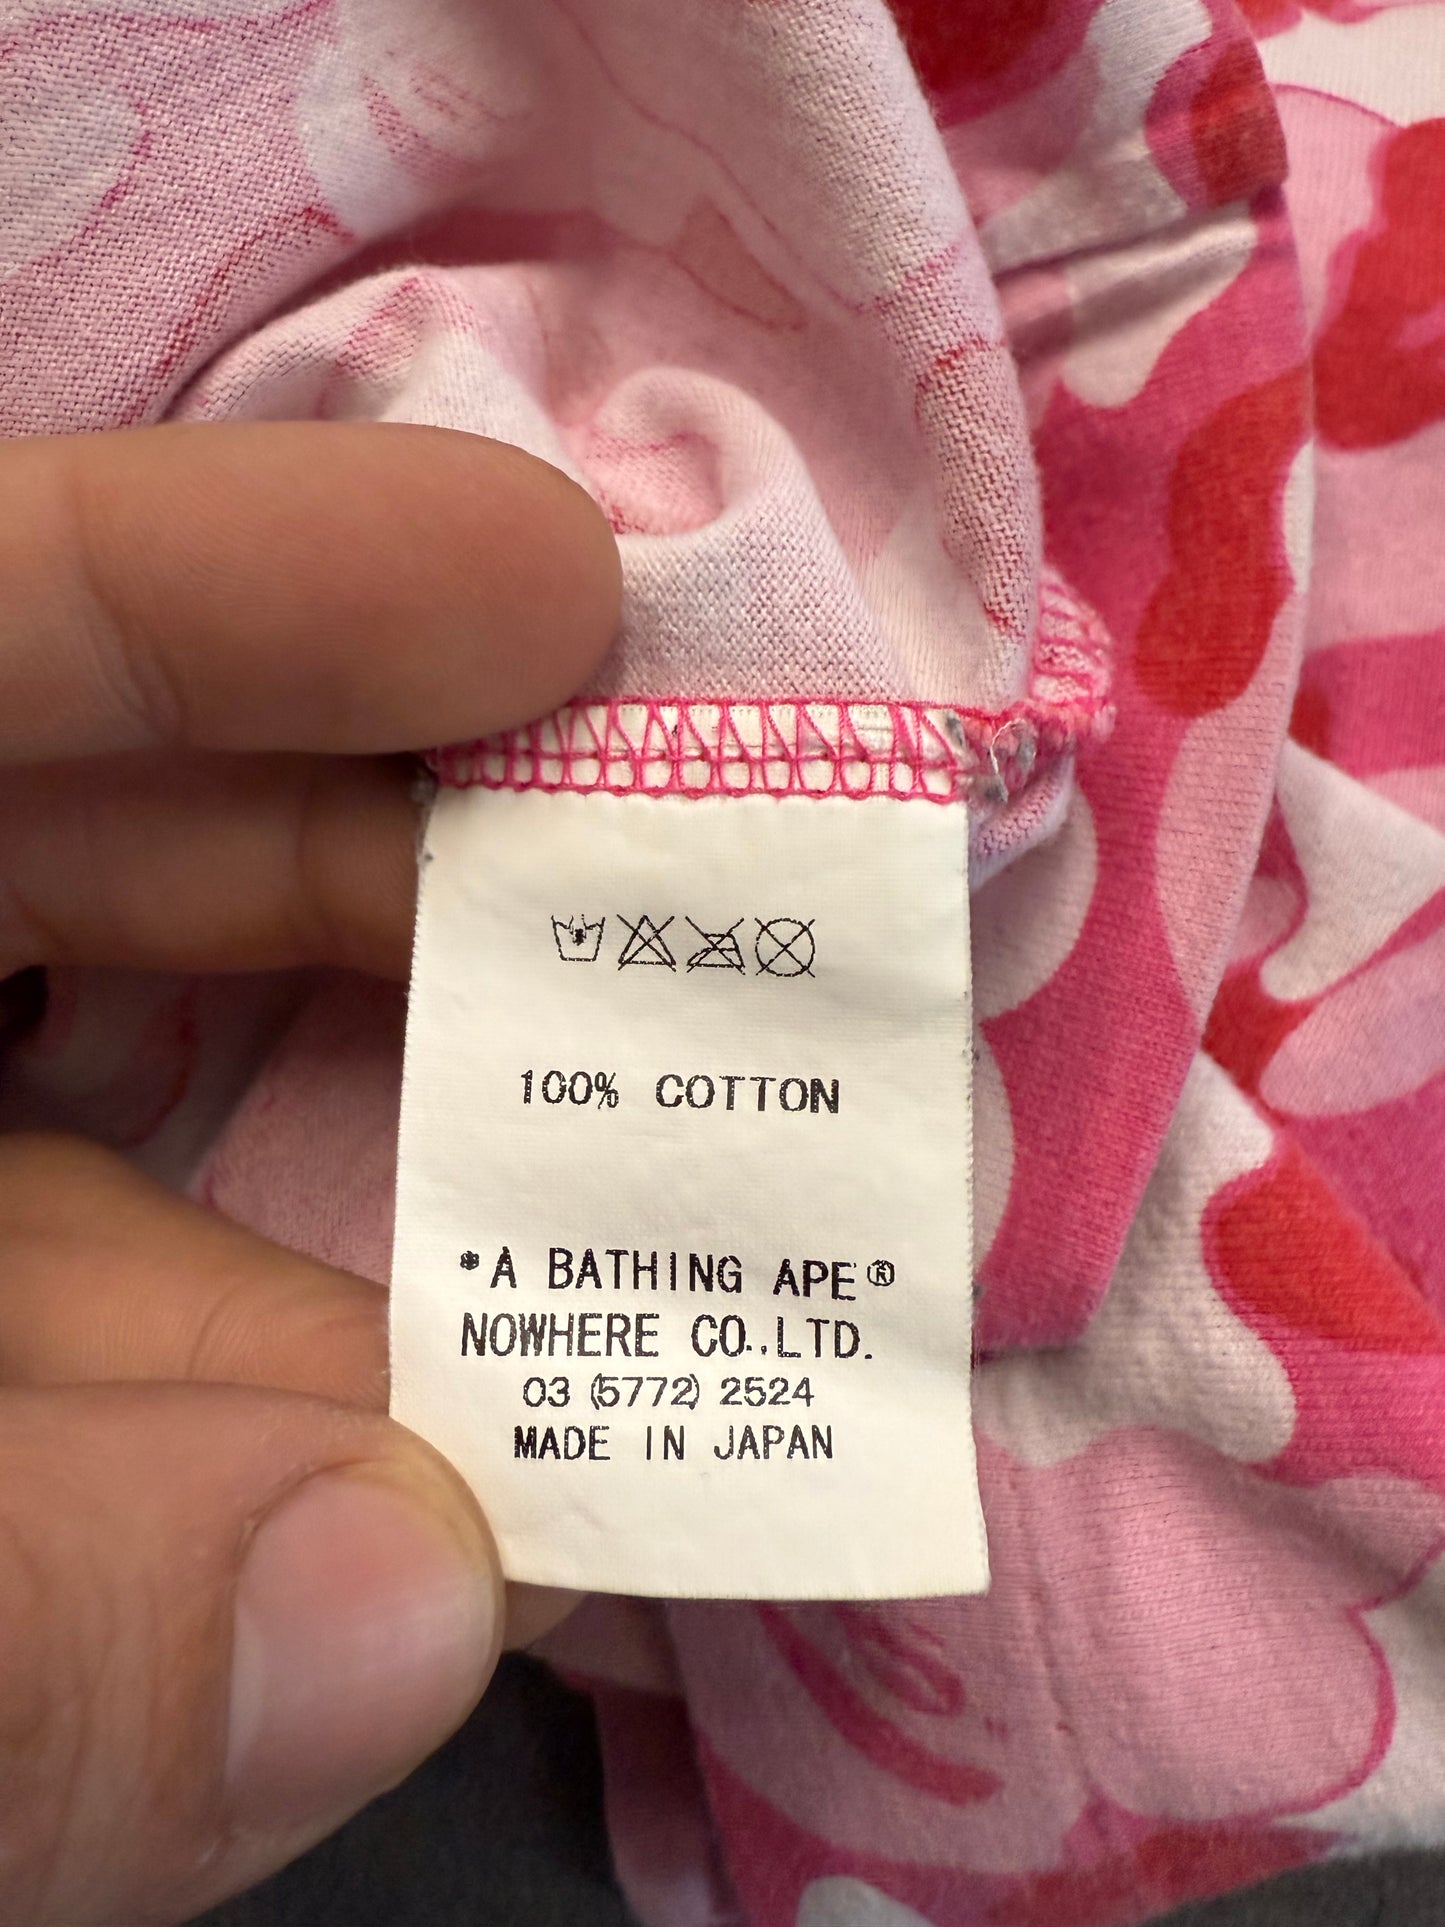 100% COTTON
*A BATHING APE®
NOWHERE CO.,LTD.
03 (5772) 2524
MADE IN JAPAN